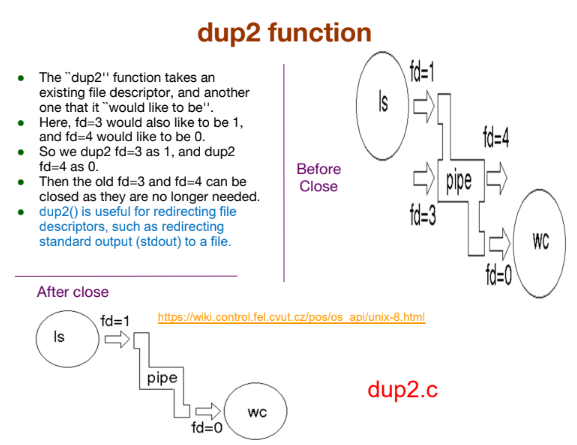 dup2 function
● The ``dup2'' function takes an
existing file descriptor, and another
one that it ``would like to be''.
● Here, fd=3 would also like to be 1,
and fd=4 would like to be 0.
● So we dup2 fd=3 as 1, and dup2
fd=4 as 0.
● Then the old fd=3 and fd=4 can be
closed as they are no longer needed.
● dup2() is useful for redirecting file
descriptors, such as redirecting
standard output (stdout) to a file.
Before
Close
ls
fd=1
fd=4
pipe
fd=3
wc
fd=0
After close
https://wiki.control.fel.cvut.cz/pos/os_api/unix-8.html
ls
fd=1
pipe
wc
fd=0
dup2.c